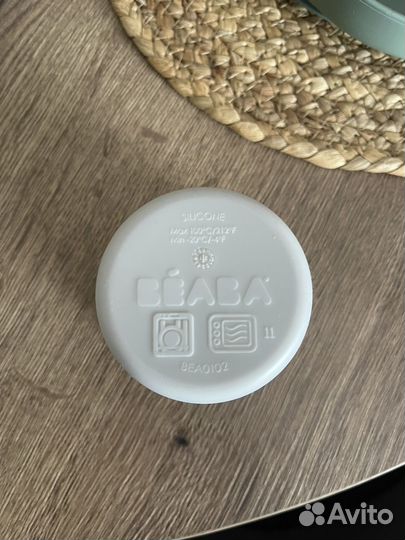 SILICONE
Max 100°C/212°F
Min -20°C/-4°F
BÉABA
11
BEA0102
Avito